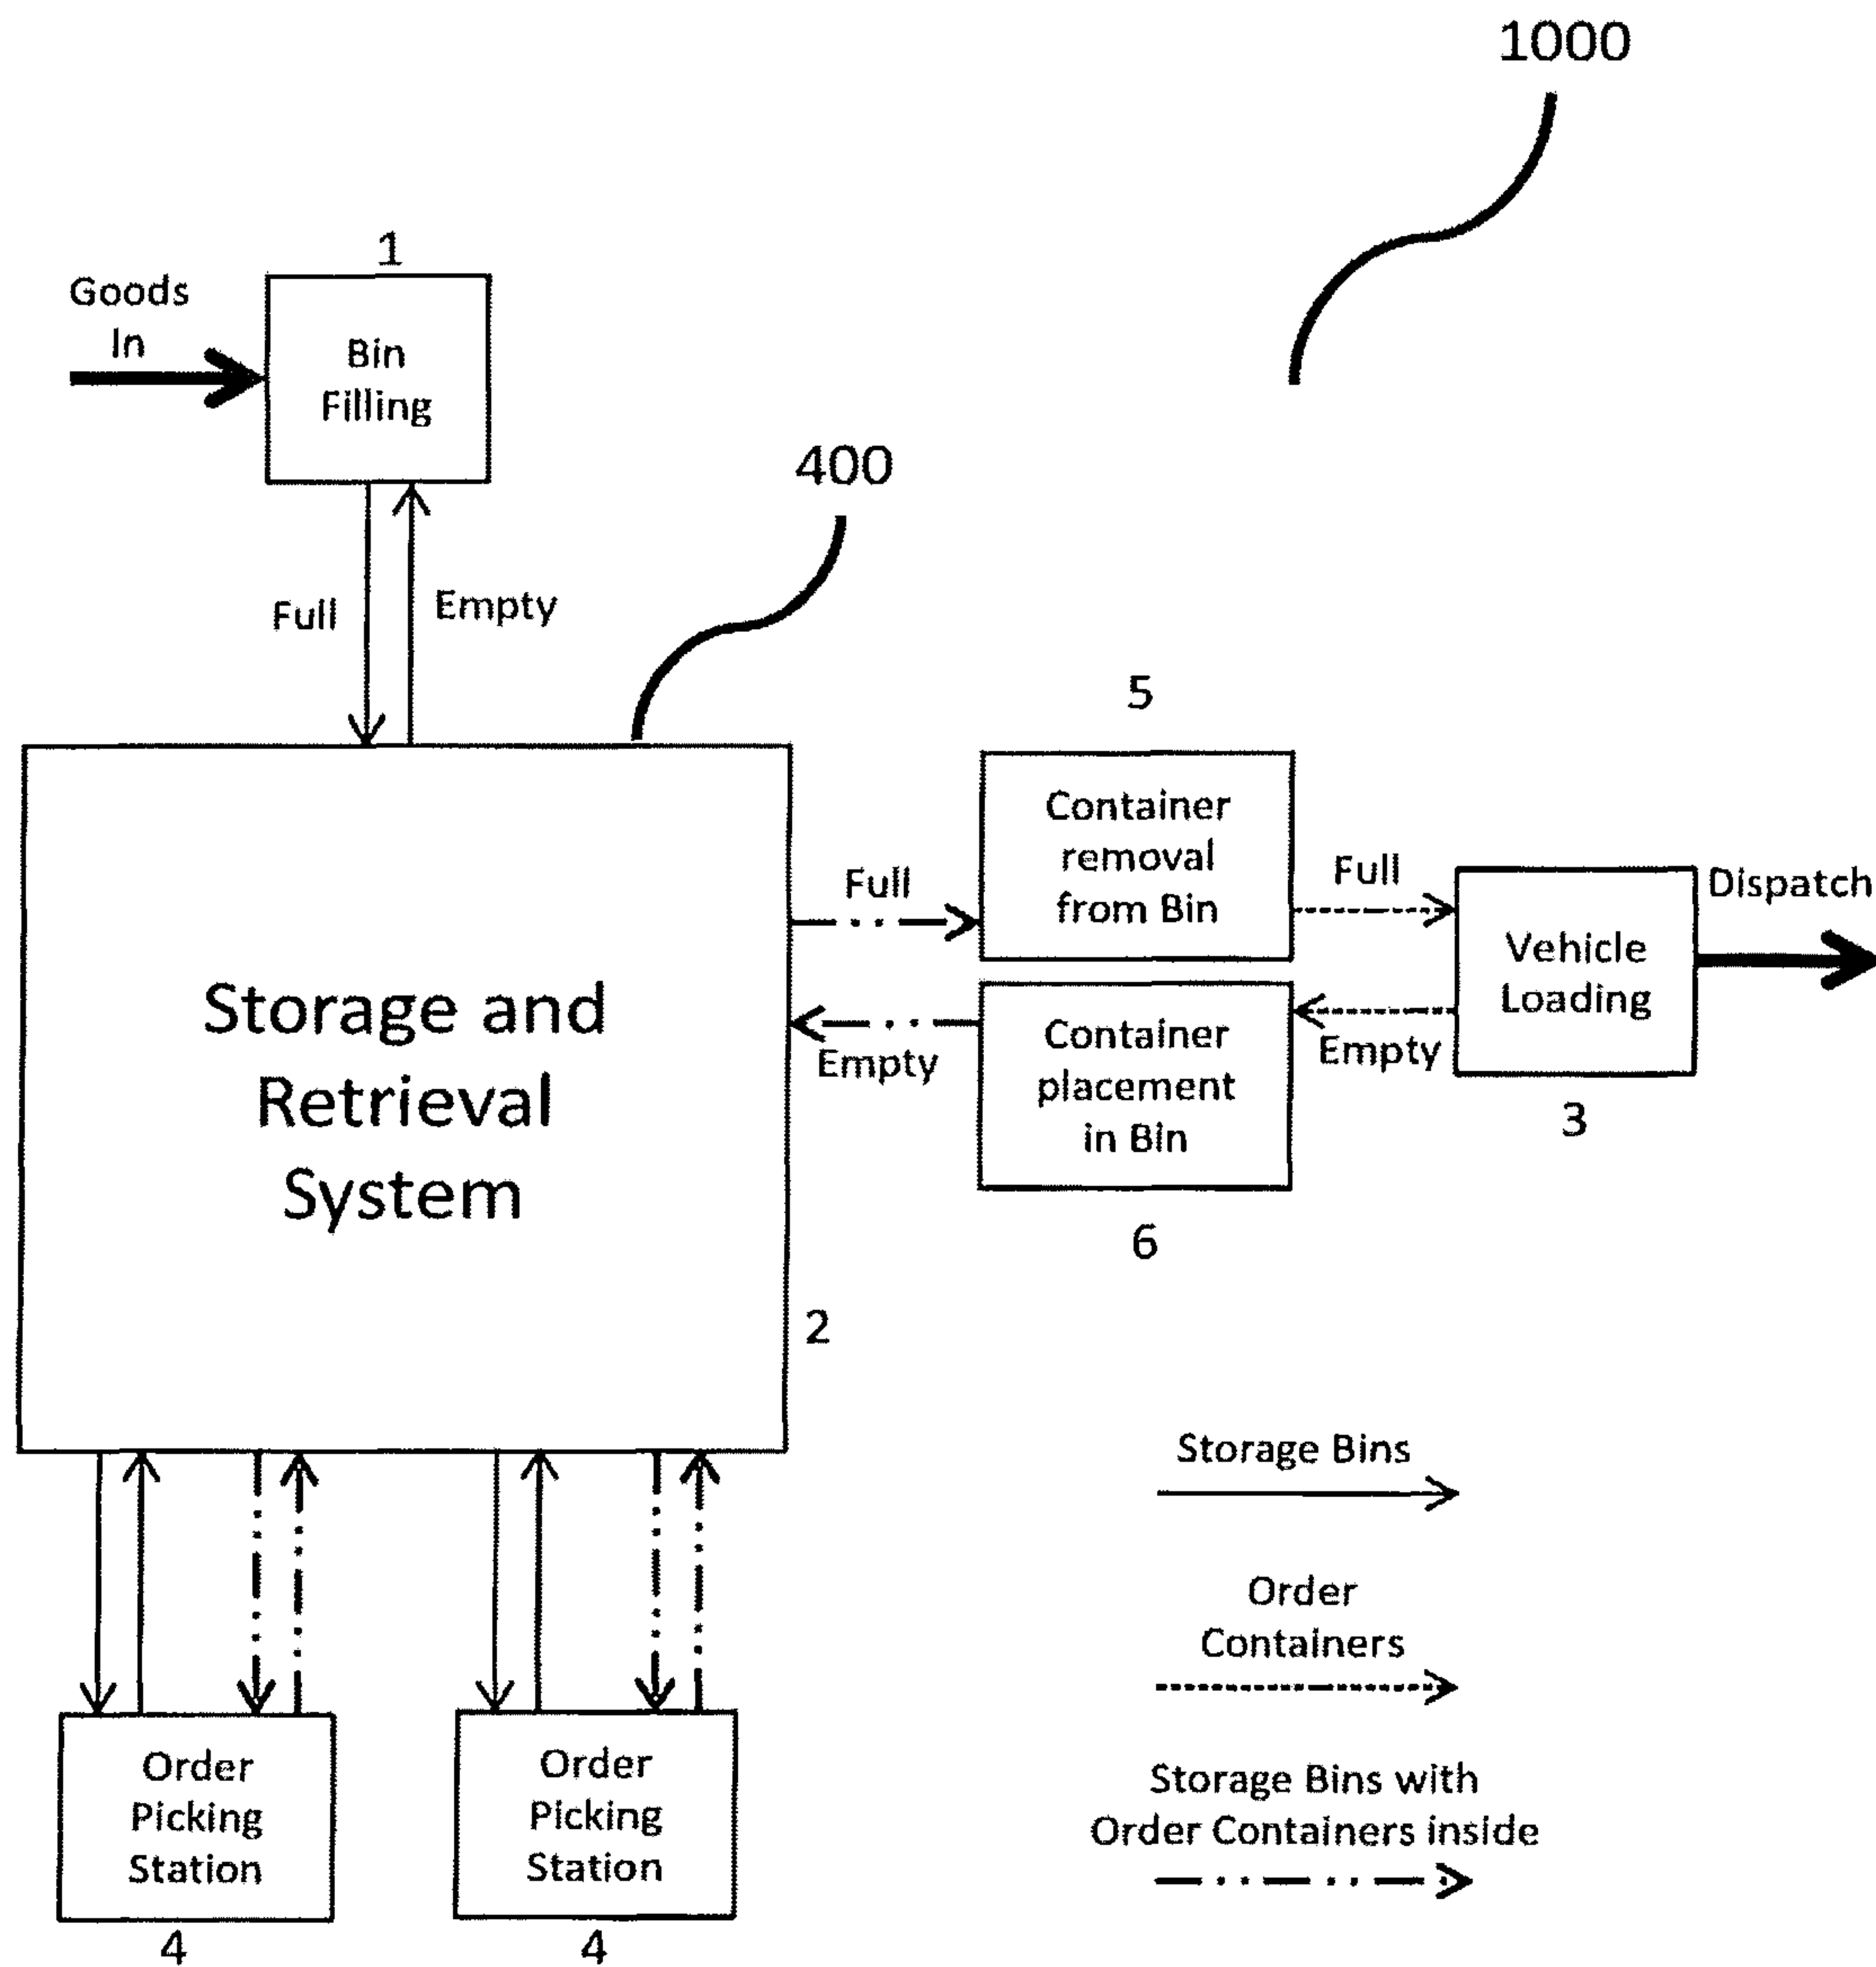 1000
1
Goods
In
Bin
Filling
400
Full
Empty
5
Container
removal
from Bin
Full
Full
Dispatch
Vehicle
Loading
Storage and
Retrieval
System
Empty
Container
placement
in Bin
Empty
3
6
2
Storage Bins
Order
Containers
Storage Bins with
Order Containers inside
Order
Picking
Station
4
Order
Picking
Station
4